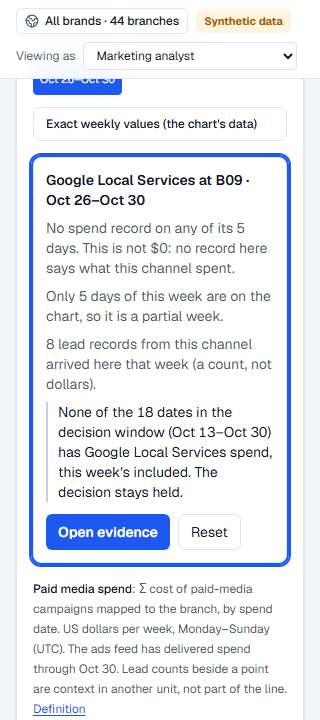 All brands · 44 branches
Synthetic data
Viewing as
Marketing analyst
Oct 26–Oct 30
Exact weekly values (the chart's data)
Google Local Services at B09 ·
Oct 26–Oct 30
No spend record on any of its 5
days. This is not $0: no record here
says what this channel spent.
Only 5 days of this week are on the
chart, so it is a partial week.
8 lead records from this channel
arrived here that week (a count, not
dollars).
None of the 18 dates in the
decision window (Oct 13–Oct 30)
has Google Local Services spend,
this week's included. The
decision stays held.
Open evidence
Reset
Paid media spend: Σ cost of paid-media
campaigns mapped to the branch, by spend
date. US dollars per week, Monday–Sunday
(UTC). The ads feed has delivered spend
through Oct 30. Lead counts beside a point
are context in another unit, not part of the line.
Definition